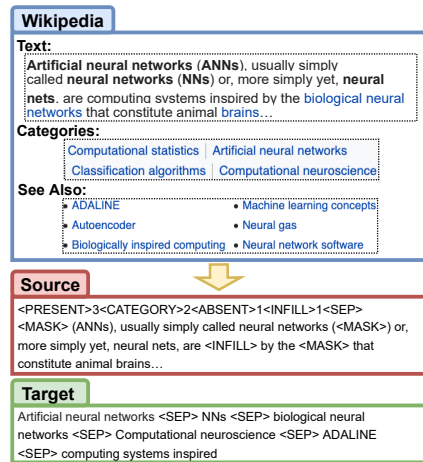 Wikipedia
Text:
Artificial neural networks (ANNs), usually simply
called neural networks (NNs) or, more simply yet, neural
nets, are computing systems inspired by the biological neural
networks that constitute animal brains…
Categories:
Computational statistics | Artificial neural networks
Classification algorithms | Computational neuroscience
See Also:
• ADALINE • Machine learning concepts
• Autoencoder • Neural gas
• Biologically inspired computing • Neural network software
Source
<PRESENT>3<CATEGORY>2<ABSENT>1<INFILL>1<SEP>
<MASK> (ANNs), usually simply called neural networks (<MASK>) or,
more simply yet, neural nets, are <INFILL> by the <MASK> that
constitute animal brains…
Target
Artificial neural networks <SEP> NNs <SEP> biological neural
networks <SEP> Computational neuroscience <SEP> ADALINE
<SEP> computing systems inspired